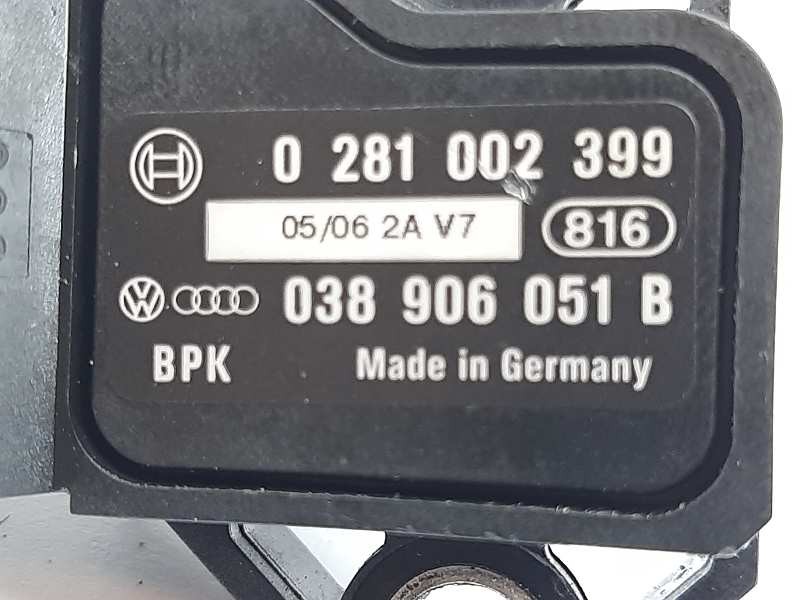 0 281 002 399
05/06 2A V7 816
038 906 051 B
BPK Made in Germany